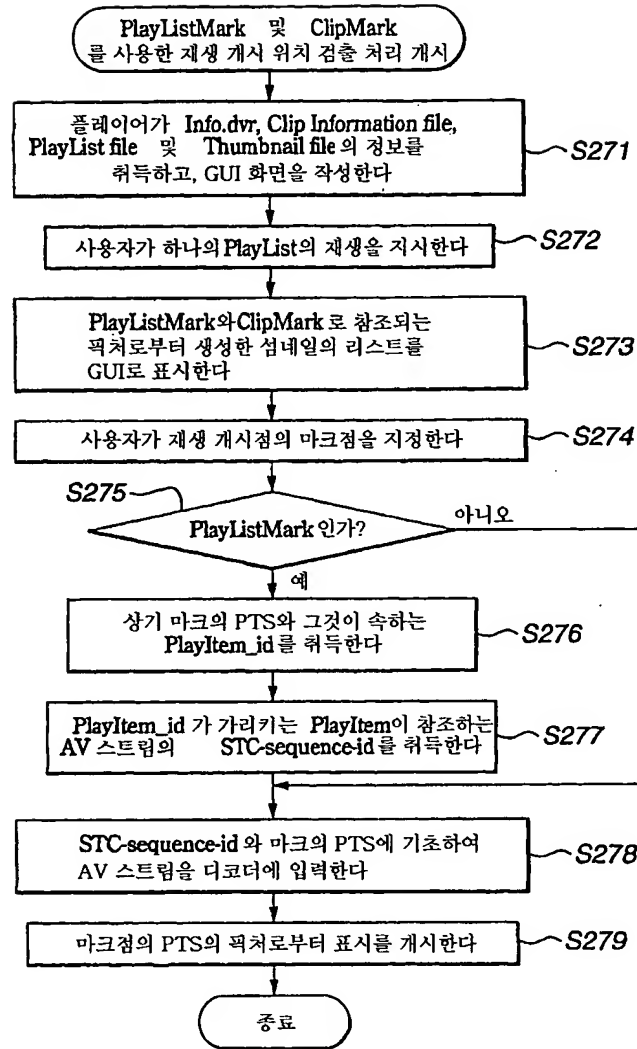 PlayListMark 및 ClipMark
를 사용한 재생 개시 위치 검출 처리 개시
플레이어가 Info.dvr, Clip Information file,
PlayList file 및 Thumbnail file의 정보를
취득하고, GUI 화면을 작성한다
S271
사용자가 하나의 PlayList의 재생을 지시한다
S272
PlayListMark와ClipMark로 참조되는
픽처로부터 생성한 섬네일의 리스트를
GUI로 표시한다
S273
사용자가 재생 개시점의 마크점을 지정한다
S274
S275
PlayListMark인가?
아니오
예
상기 마크의 PTS와 그것이 속하는
PlayItem_id를 취득한다
S276
PlayItem_id가 가리키는 PlayItem이 참조하는
AV 스트림의 STC-sequence-id를 취득한다
S277
STC-sequence-id와 마크의 PTS에 기초하여
AV 스트림을 디코더에 입력한다
S278
마크점의 PTS의 픽처로부터 표시를 개시한다
S279
종료